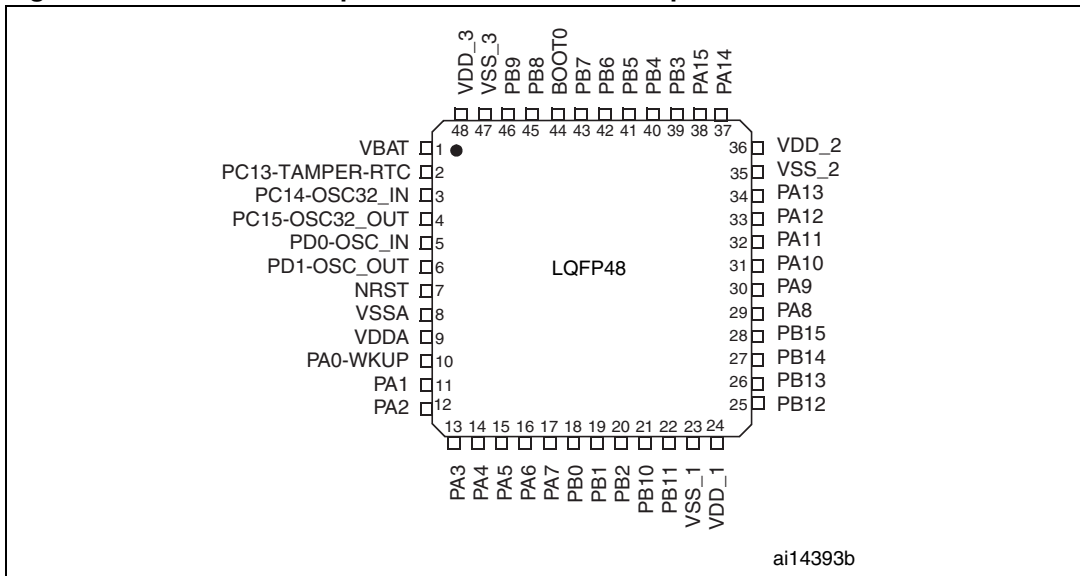 VDD_3
VSS_3
PB9
PB8
BOOT0
PB7
PB6
PB5
PB4
PB3
PA15
PA14
48 47 46 45 44 43 42 41 40 39 38 37
VBAT 1
PC13-TAMPER-RTC 2
PC14-OSC32_IN 3
PC15-OSC32_OUT 4
PD0-OSC_IN 5
PD1-OSC_OUT 6
NRST 7
VSSA 8
VDDA 9
PA0-WKUP 10
PA1 11
PA2 12
LQFP48
36 VDD_2
35 VSS_2
34 PA13
33 PA12
32 PA11
31 PA10
30 PA9
29 PA8
28 PB15
27 PB14
26 PB13
25 PB12
13 14 15 16 17 18 19 20 21 22 23 24
PA3
PA4
PA5
PA6
PA7
PB0
PB1
PB2
PB10
PB11
VSS_1
VDD_1
ai14393b